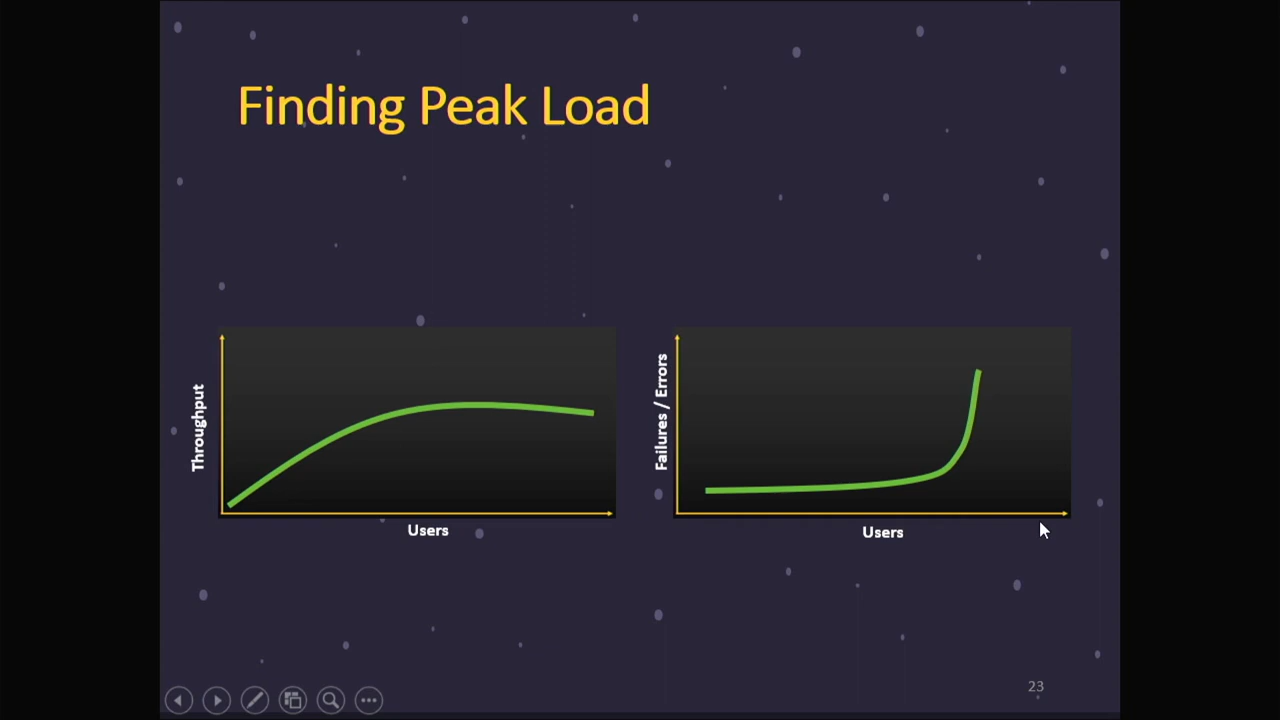 Finding Peak Load
Throughput
Users
Failures / Errors
Users
23